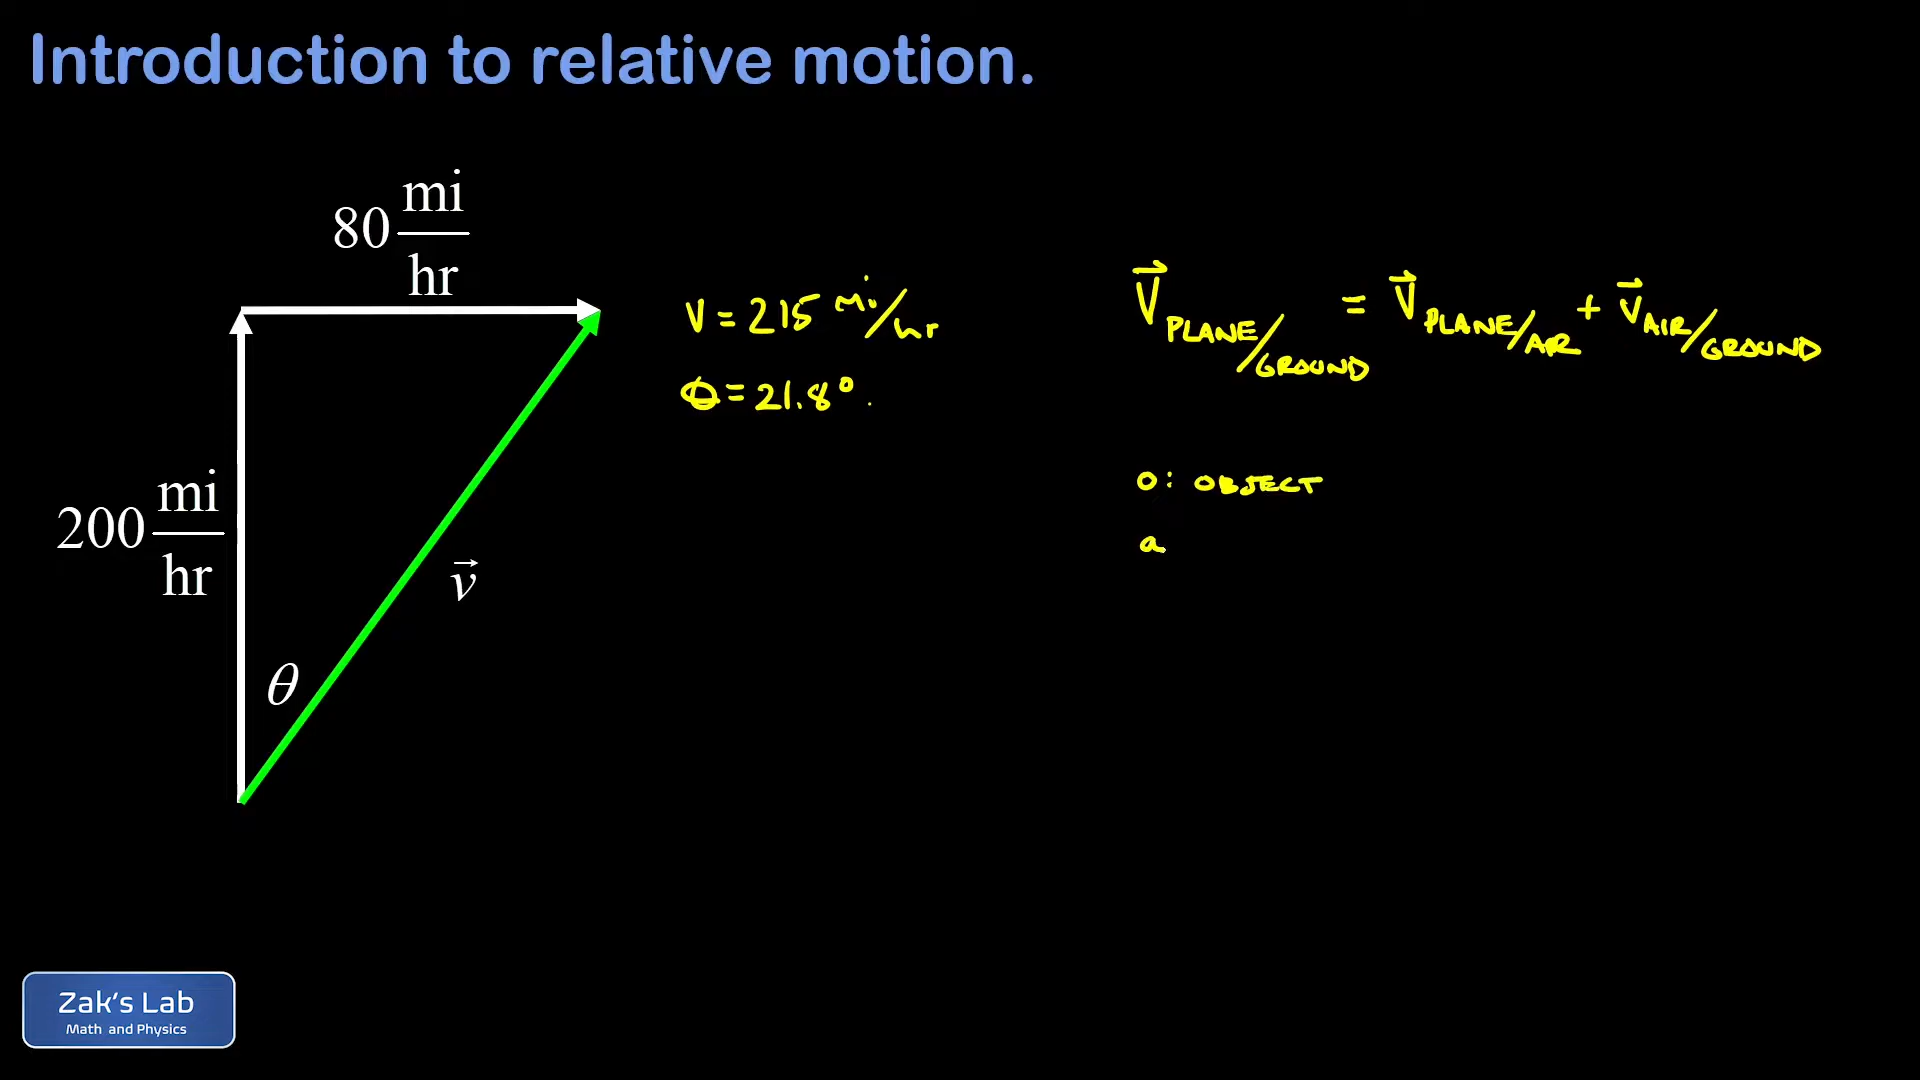 Introduction to relative motion.
80 mi/hr
200 mi/hr
v⃗
θ
V = 215 mi/hr
θ = 21.8°.
V⃗ PLANE/GROUND = V⃗ PLANE/AIR + V⃗ AIR/GROUND
O: OBJECT
a
Zak's Lab
Math and Physics